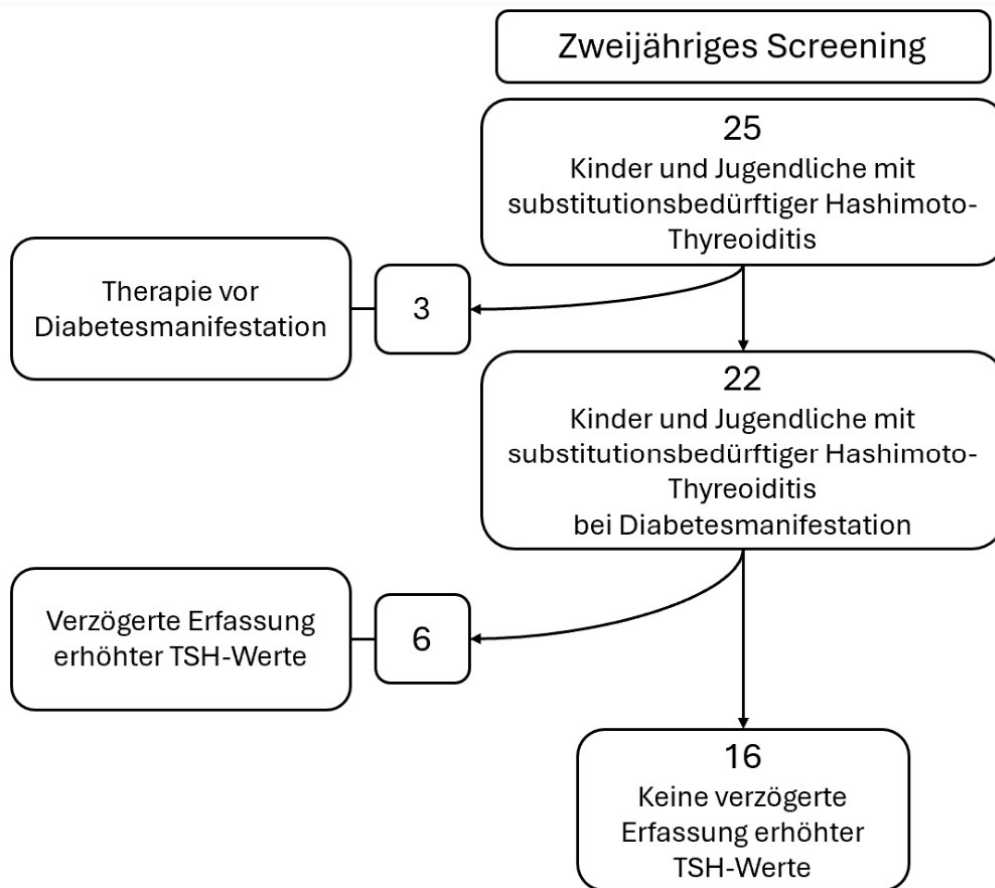 Zweijähriges Screening
25
Kinder und Jugendliche mit
substitutionsbedürftiger Hashimoto-
Thyreoiditis
Therapie vor
Diabetesmanifestation
3
22
Kinder und Jugendliche mit
substitutionsbedürftiger Hashimoto-
Thyreoiditis
bei Diabetesmanifestation
Verzögerte Erfassung
erhöhter TSH-Werte
6
16
Keine verzögerte
Erfassung erhöhter
TSH-Werte